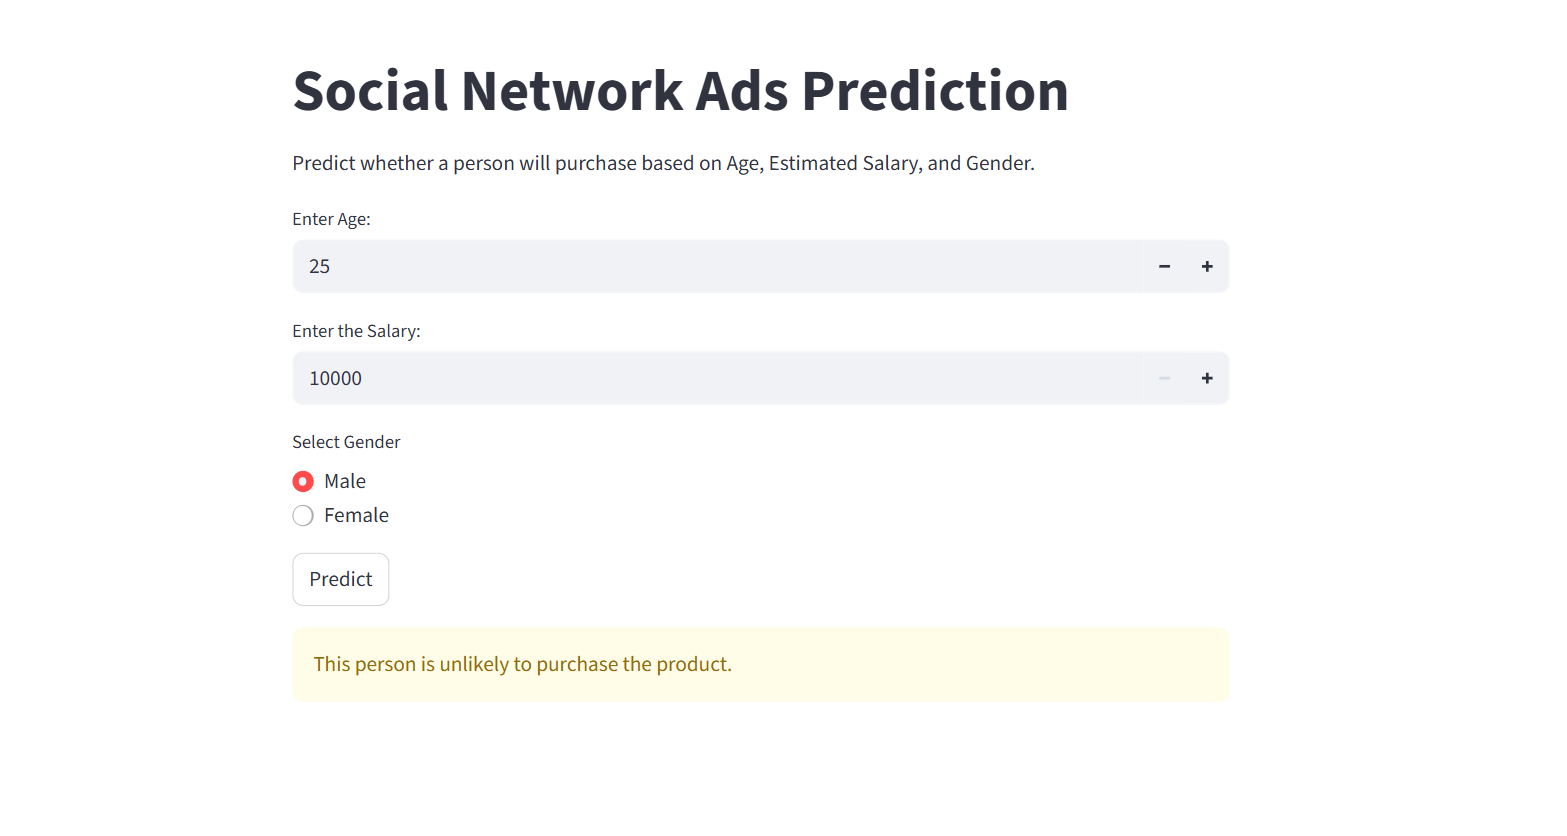 Social Network Ads Prediction
Predict whether a person will purchase based on Age, Estimated Salary, and Gender.
Enter Age:
25
Enter the Salary:
10000
Select Gender
Male
Female
Predict
This person is unlikely to purchase the product.